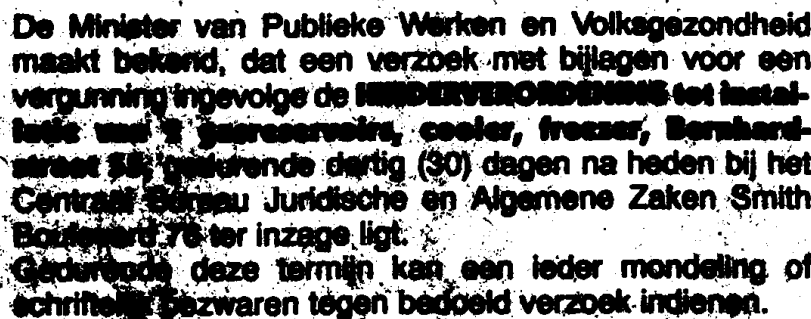 De Minister van Publieke Werken en Volksgezondheid
maakt bekend, dat een verzoek met bijlagen voor een
vergunning ingevolge de HINDERVERORDENING tot instal-
latie van 2 gasreservoirs, cooler, freezer, Bernhard-
straat gedurende dertig (30) dagen na heden bij het
Centraal Bureau Juridische en Algemene Zaken Smith
Boulevard 76 ter inzage ligt.
Gedurende deze termijn kan een ieder mondeling of
schriftelijk bezwaren tegen bedoeld verzoek indienen.